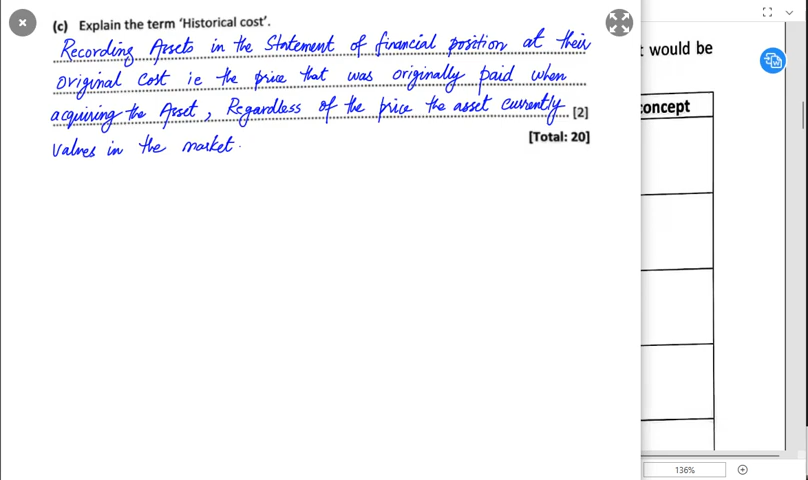 (c) Explain the term ‘Historical cost’.
Recording Assets in the Statement of financial position at their
original cost ie the price that was originally paid when
acquiring the Asset, Regardless of the price the asset currently
[2]
values in the market.
[Total: 20]
t would be
concept
136%